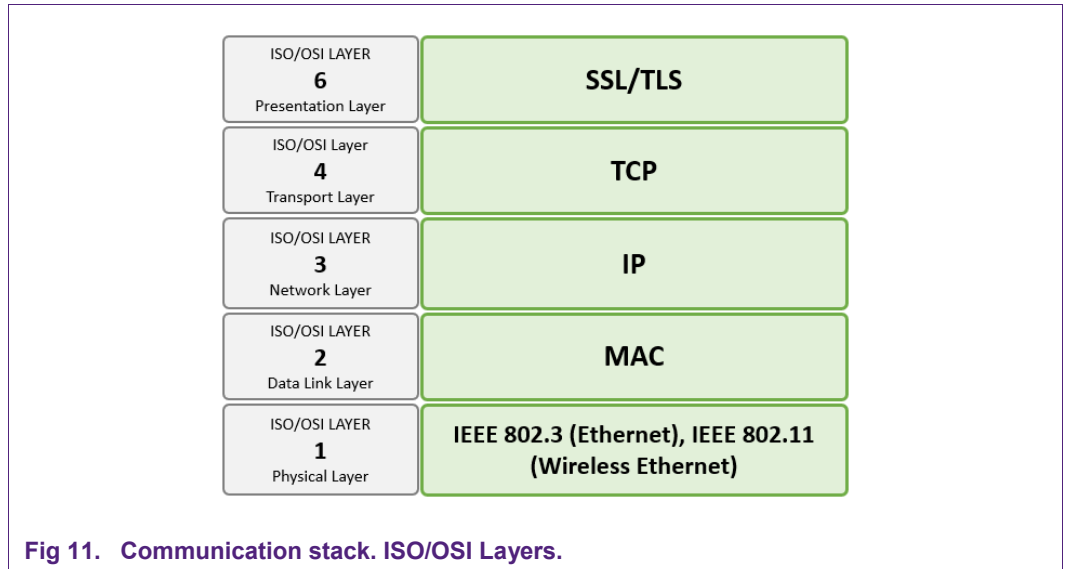 ISO/OSI LAYER
6
Presentation Layer
SSL/TLS
ISO/OSI Layer
4
Transport Layer
TCP
ISO/OSI LAYER
3
Network Layer
IP
ISO/OSI LAYER
2
Data Link Layer
MAC
ISO/OSI LAYER
1
Physical Layer
IEEE 802.3 (Ethernet), IEEE 802.11
(Wireless Ethernet)
Fig 11. Communication stack. ISO/OSI Layers.